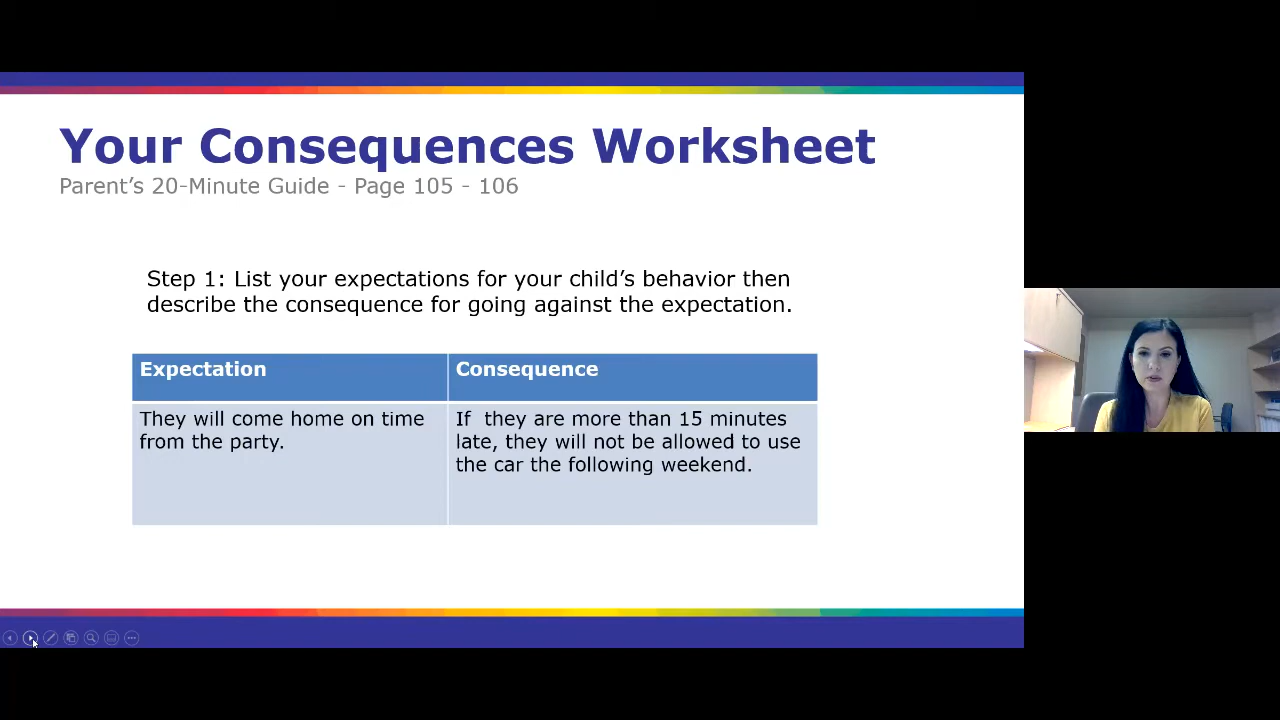 Your Consequences Worksheet
Parent’s 20-Minute Guide - Page 105 - 106
Step 1: List your expectations for your child’s behavior then
describe the consequence for going against the expectation.
Expectation
Consequence
They will come home on time
from the party.
If  they are more than 15 minutes
late, they will not be allowed to use
the car the following weekend.